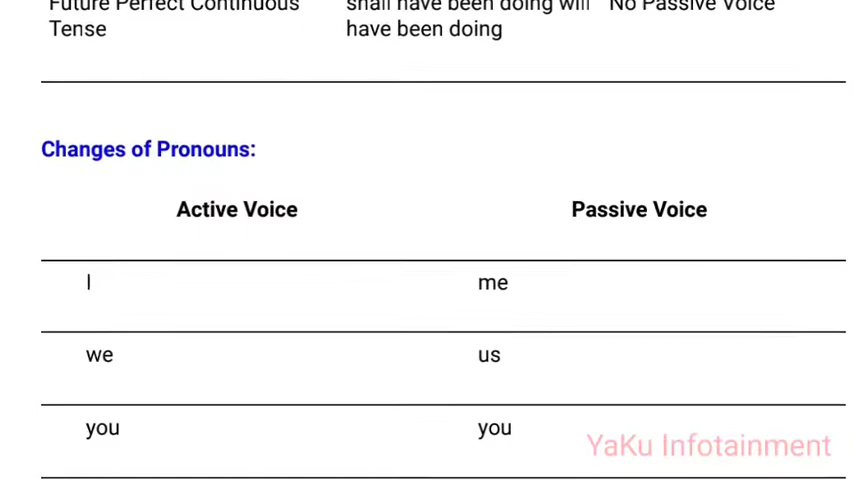 Future Perfect Continuous shall have been doing will No Passive Voice
Tense have been doing
Changes of Pronouns:
Active Voice Passive Voice
I me
we us
you you
YaKu Infotainment